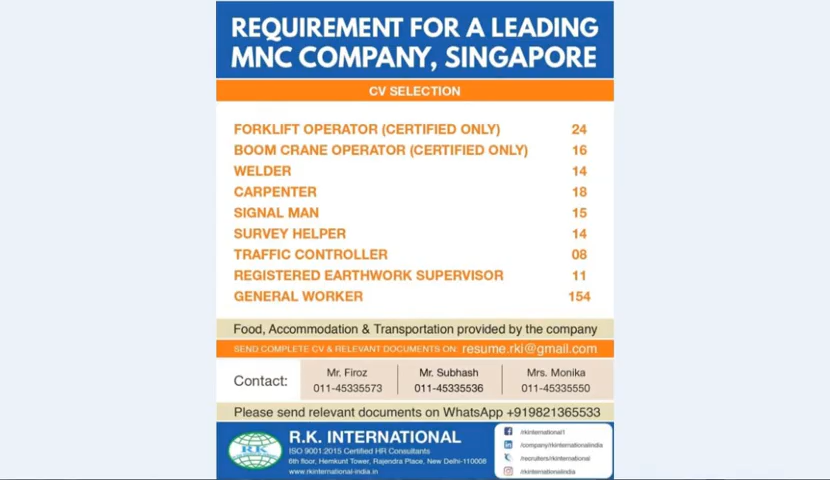 REQUIREMENT FOR A LEADING
MNC COMPANY, SINGAPORE
CV SELECTION
FORKLIFT OPERATOR (CERTIFIED ONLY) 24
BOOM CRANE OPERATOR (CERTIFIED ONLY) 16
WELDER 14
CARPENTER 18
SIGNAL MAN 15
SURVEY HELPER 14
TRAFFIC CONTROLLER 08
REGISTERED EARTHWORK SUPERVISOR 11
GENERAL WORKER 154
Food, Accommodation & Transportation provided by the company
SEND COMPLETE CV & RELEVANT DOCUMENTS ON: resume.rki@gmail.com
Contact:
Mr. Firoz
011-45335573
Mr. Subhash
011-45335536
Mrs. Monika
011-45335550
Please send relevant documents on WhatsApp +919821365533
RK
R.K. INTERNATIONAL
ISO 9001:2015 Certified HR Consultants
6th floor, Hemkunt Tower, Rajendra Place, New Delhi-110008
www.rkinternational-india.in
/rkinternational1
/company/rkinternationalindia
/recruiters/rkinternational
/rkinternationalindia